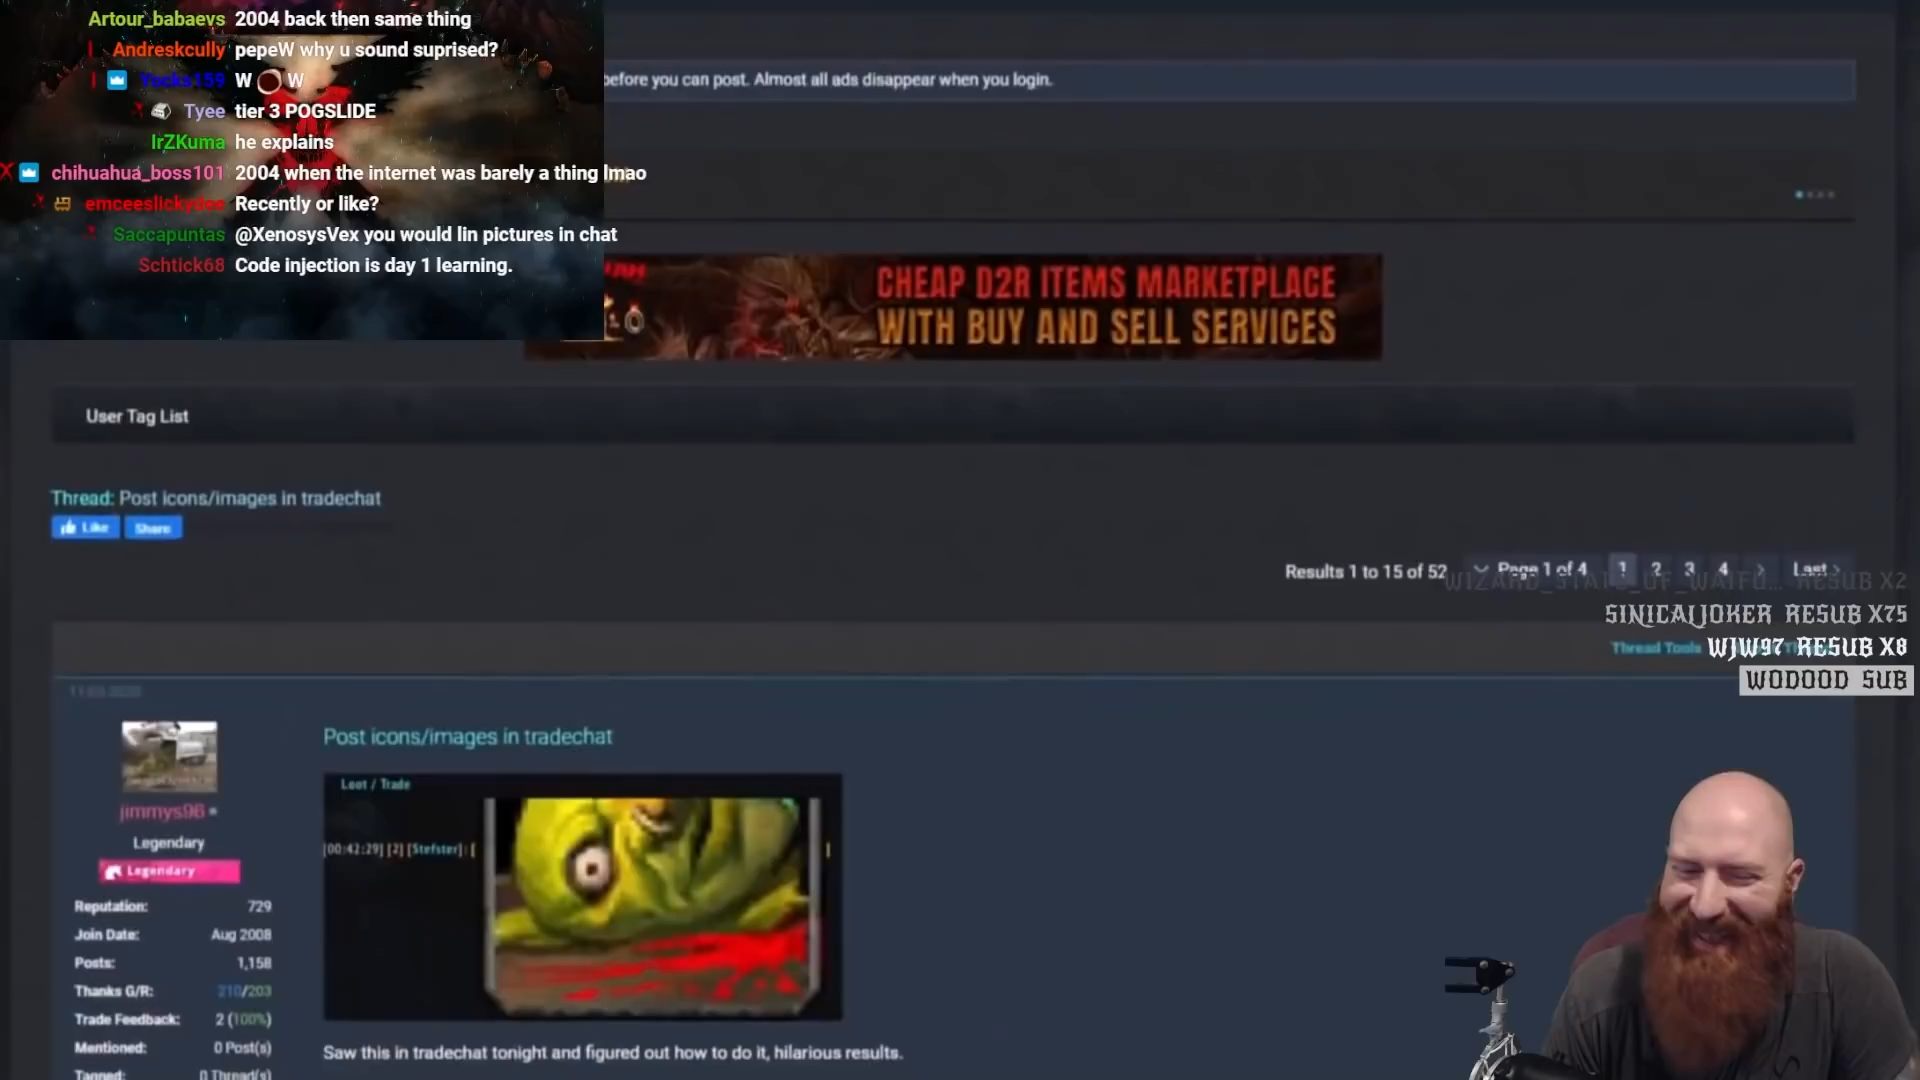 Artour_babaevs 2004 back then same thing
Andreskcully pepeW why u sound suprised?
Yocks159 W W
Tyee tier 3 POGSLIDE
IrZKuma he explains
chihuahua_boss101 2004 when the internet was barely a thing lmao
emceeslickydee Recently or like?
Saccapuntas @XenosysVex you would lin pictures in chat
Schtick68 Code injection is day 1 learning.
before you can post. Almost all ads disappear when you login.
CHEAP D2R ITEMS MARKETPLACE
WITH BUY AND SELL SERVICES
User Tag List
Thread: Post icons/images in tradechat
Like Share
Results 1 to 15 of 52 Page 1 of 4 1 2 3 4 Last
RESUB X2
SINICALJOKER RESUB X75
Thread Tools WJW97 RESUB X8
WODOOD SUB
Post icons/images in tradechat
Loot / Trade
[00:42:29] [2] [Stefster]: [ ]
jimmys96
Legendary
Legendary
Reputation: 729
Join Date: Aug 2008
Posts: 1,158
Thanks G/R: 210/203
Trade Feedback: 2 (100%)
Mentioned: 0 Post(s)
Tagged: 0 Thread(s)
Saw this in tradechat tonight and figured out how to do it, hilarious results.